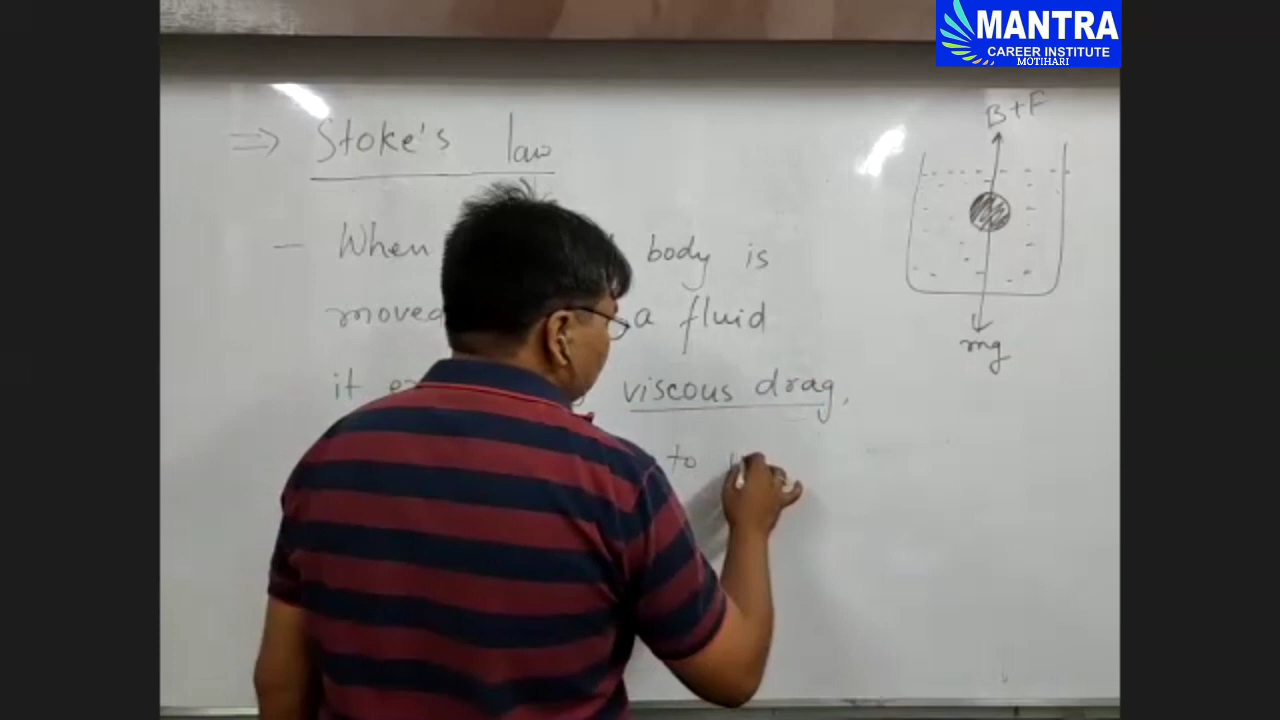 MANTRA
CAREER INSTITUTE
MOTIHARI
⇒ Stoke's law
B+F
- When body is
moved a fluid
mg
it viscous drag,
to